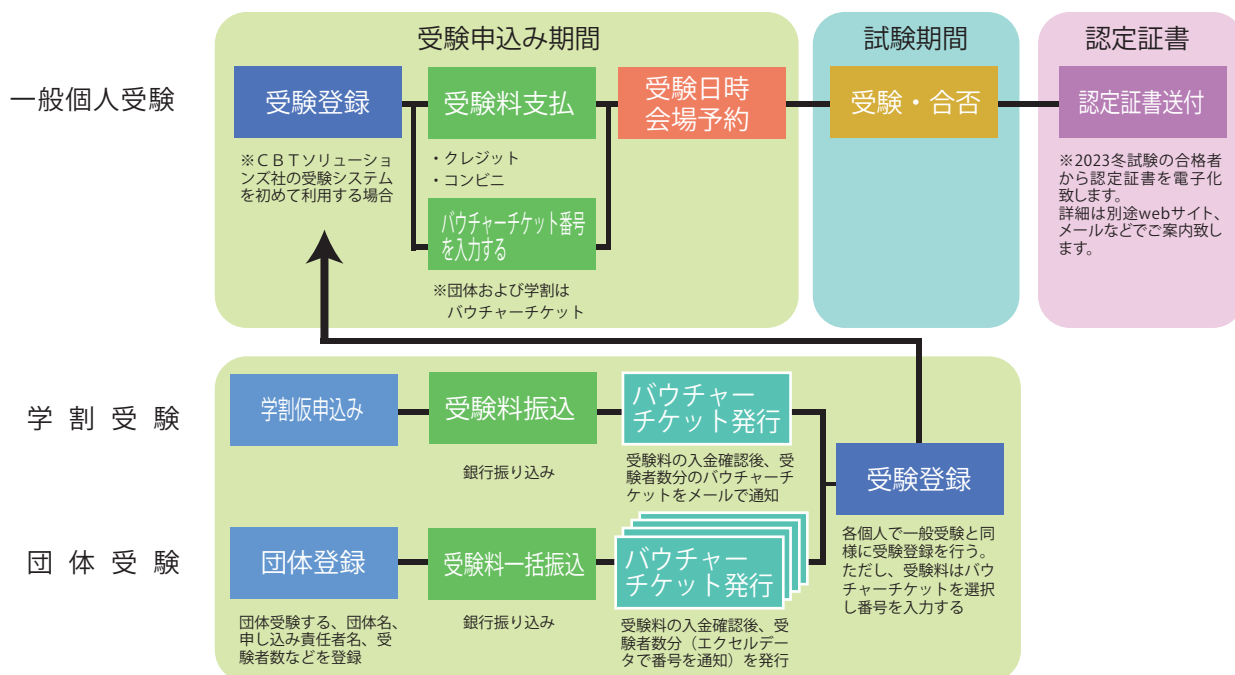 受験申込み期間
試験期間
認定証書
一般個人受験
受験登録
受験料支払
受験日時
会場予約
受験・合否
認定証書送付
※ＣＢＴソリューショ
ンズ社の受験システム
を初めて利用する場合
・クレジット
・コンビニ
バウチャーチケット番号
を入力する
※団体および学割は
バウチャーチケット
※2023冬試験の合格者
から認定証書を電子化
致します。
詳細は別途webサイト、
メールなどでご案内致し
ます。
学割受験
学割仮申込み
受験料振込
バウチャー
チケット発行
銀行振り込み
受験料の入金確認後、受
験者数分のバウチャーチ
ケットをメールで通知
受験登録
各個人で一般受験と同
様に受験登録を行う。
ただし、受験料はバウ
チャーチケットを選択
し番号を入力する
団体受験
団体登録
受験料一括振込
バウチャー
チケット発行
団体受験する、団体名、
申し込み責任者名、受
験者数などを登録
銀行振り込み
受験料の入金確認後、受
験者数分（エクセルデー
タで番号を通知）を発行